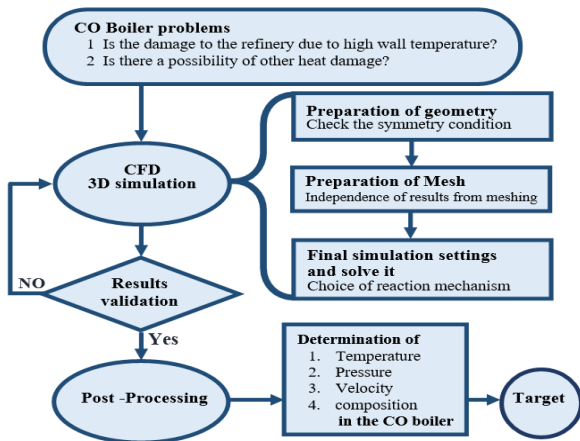 CO Boiler problems
1 Is the damage to the refinery due to high wall temperature?
2 Is there a possibility of other heat damage?
CFD
3D simulation
Preparation of geometry
Check the symmetry condition
Preparation of Mesh
Independence of results from meshing
Final simulation settings
and solve it
Choice of reaction mechanism
NO
Results
validation
Yes
Post -Processing
Determination of
1. Temperature
2. Pressure
3. Velocity
4. composition
in the CO boiler
Target